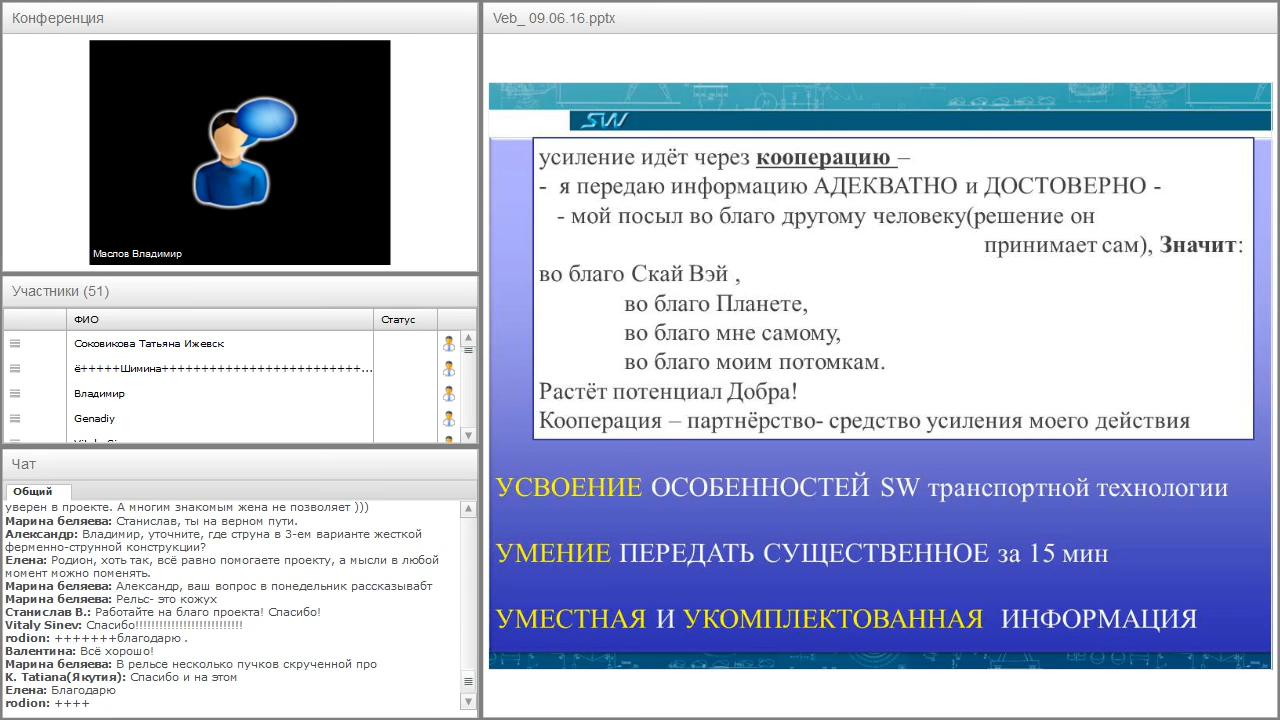 Конференция
Маслов Владимир
Участники (51)
ФИО Статус
Соковикова Татьяна Ижевск
ё+++++Шимина+++++++++++++++++++++++++...
Владимир
Genadiy
Чат
Общий
уверен в проекте. А многим знакомым жена не позволяет )))
Марина беляева: Станислав, ты на верном пути.
Александр: Владимир, уточните, где струна в 3-ем варианте жесткой
ферменно-струнной конструкции?
Елена: Родион, хоть так, всё равно помогаете проекту, а мысли в любой
момент можно поменять.
Марина беляева: Александр, ваш вопрос в понедельник рассказывабт
Марина беляева: Рельс- это кожух
Станислав В.: Работайте на благо проекта! Спасибо!
Vitaly Sinev: Спасибо!!!!!!!!!!!!!!!!!!!!!!!!!!!
rodion: +++++++благодарю .
Валентина: Всё хорошо!
Марина беляева: В рельсе несколько пучков скрученной про
K. Tatiana(Якутия): Спасибо и на этом
Елена: Благодарю
rodion: ++++
Veb_ 09.06.16.pptx
SW
усиление идёт через кооперацию –
- я передаю информацию АДЕКВАТНО и ДОСТОВЕРНО -
- мой посыл во благо другому человеку(решение он
принимает сам), Значит:
во благо Скай Вэй ,
во благо Планете,
во благо мне самому,
во благо моим потомкам.
Растёт потенциал Добра!
Кооперация – партнёрство- средство усиления моего действия
УСВОЕНИЕ ОСОБЕННОСТЕЙ SW транспортной технологии
УМЕНИЕ ПЕРЕДАТЬ СУЩЕСТВЕННОЕ за 15 мин
УМЕСТНАЯ И УКОМПЛЕКТОВАННАЯ ИНФОРМАЦИЯ